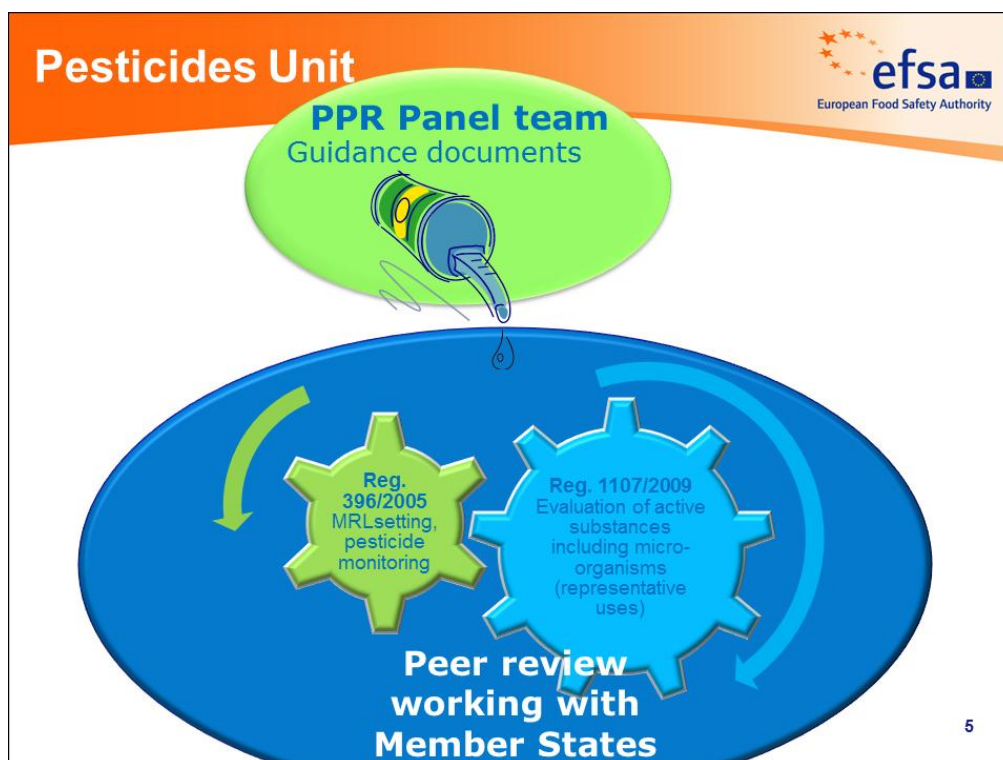 Pesticides Unit
efsa
European Food Safety Authority
PPR Panel team
Guidance documents
Reg.
396/2005
MRLsetting,
pesticide
monitoring
Reg. 1107/2009
Evaluation of active
substances
including micro-
organisms
(representative
uses)
Peer review
working with
Member States
5